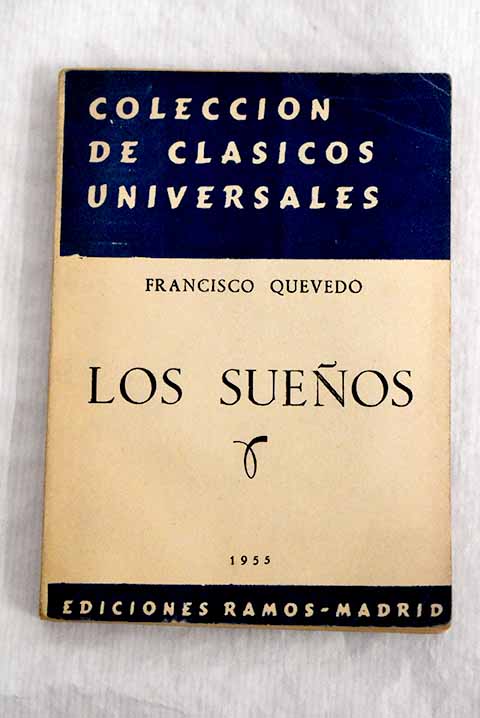 COLECCION
DE CLASICOS
UNIVERSALES
FRANCISCO QUEVEDO
LOS SUEÑOS
1955
EDICIONES RAMOS-MADRID